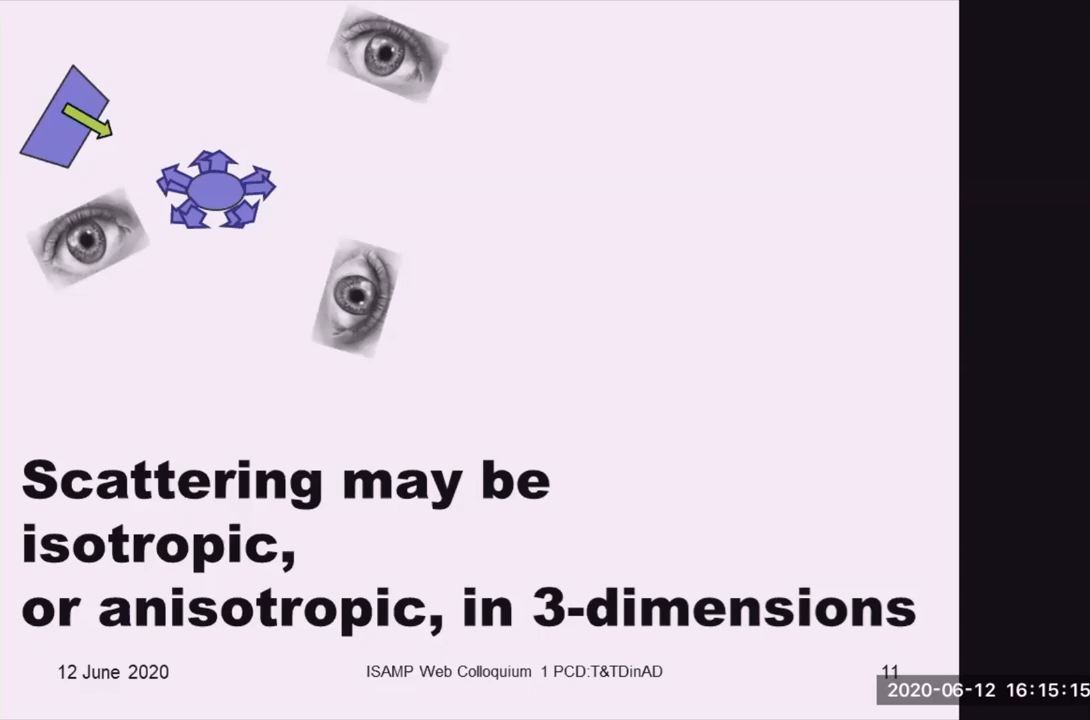 Scattering may be
isotropic,
or anisotropic, in 3-dimensions
12 June 2020
ISAMP Web Colloquium 1 PCD:T&TDinAD
11
2020-06-12 16:15:15